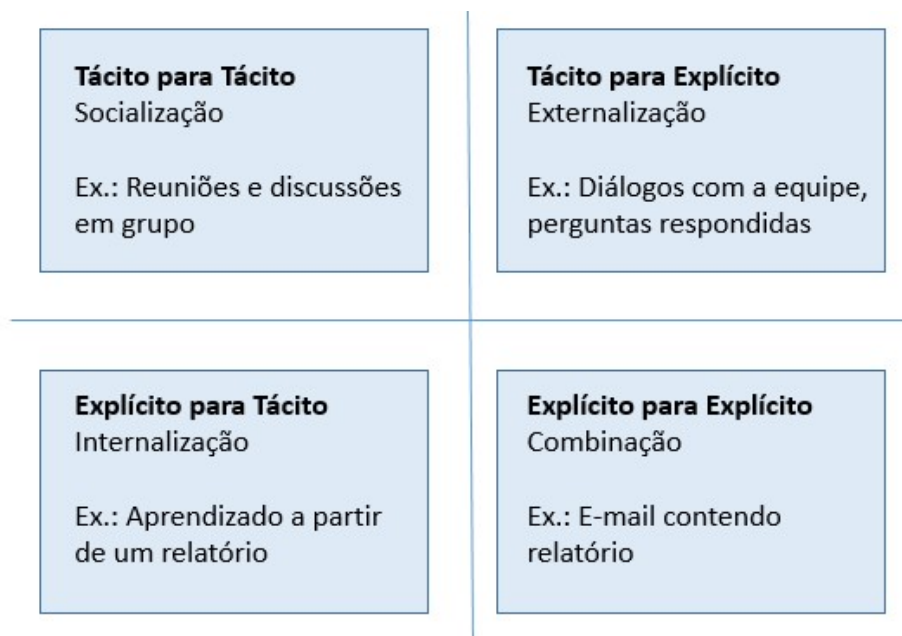 Tácito para Tácito
Socialização
Ex.: Reuniões e discussões
em grupo
Tácito para Explícito
Externalização
Ex.: Diálogos com a equipe,
perguntas respondidas
Explícito para Tácito
Internalização
Ex.: Aprendizado a partir
de um relatório
Explícito para Explícito
Combinação
Ex.: E-mail contendo
relatório